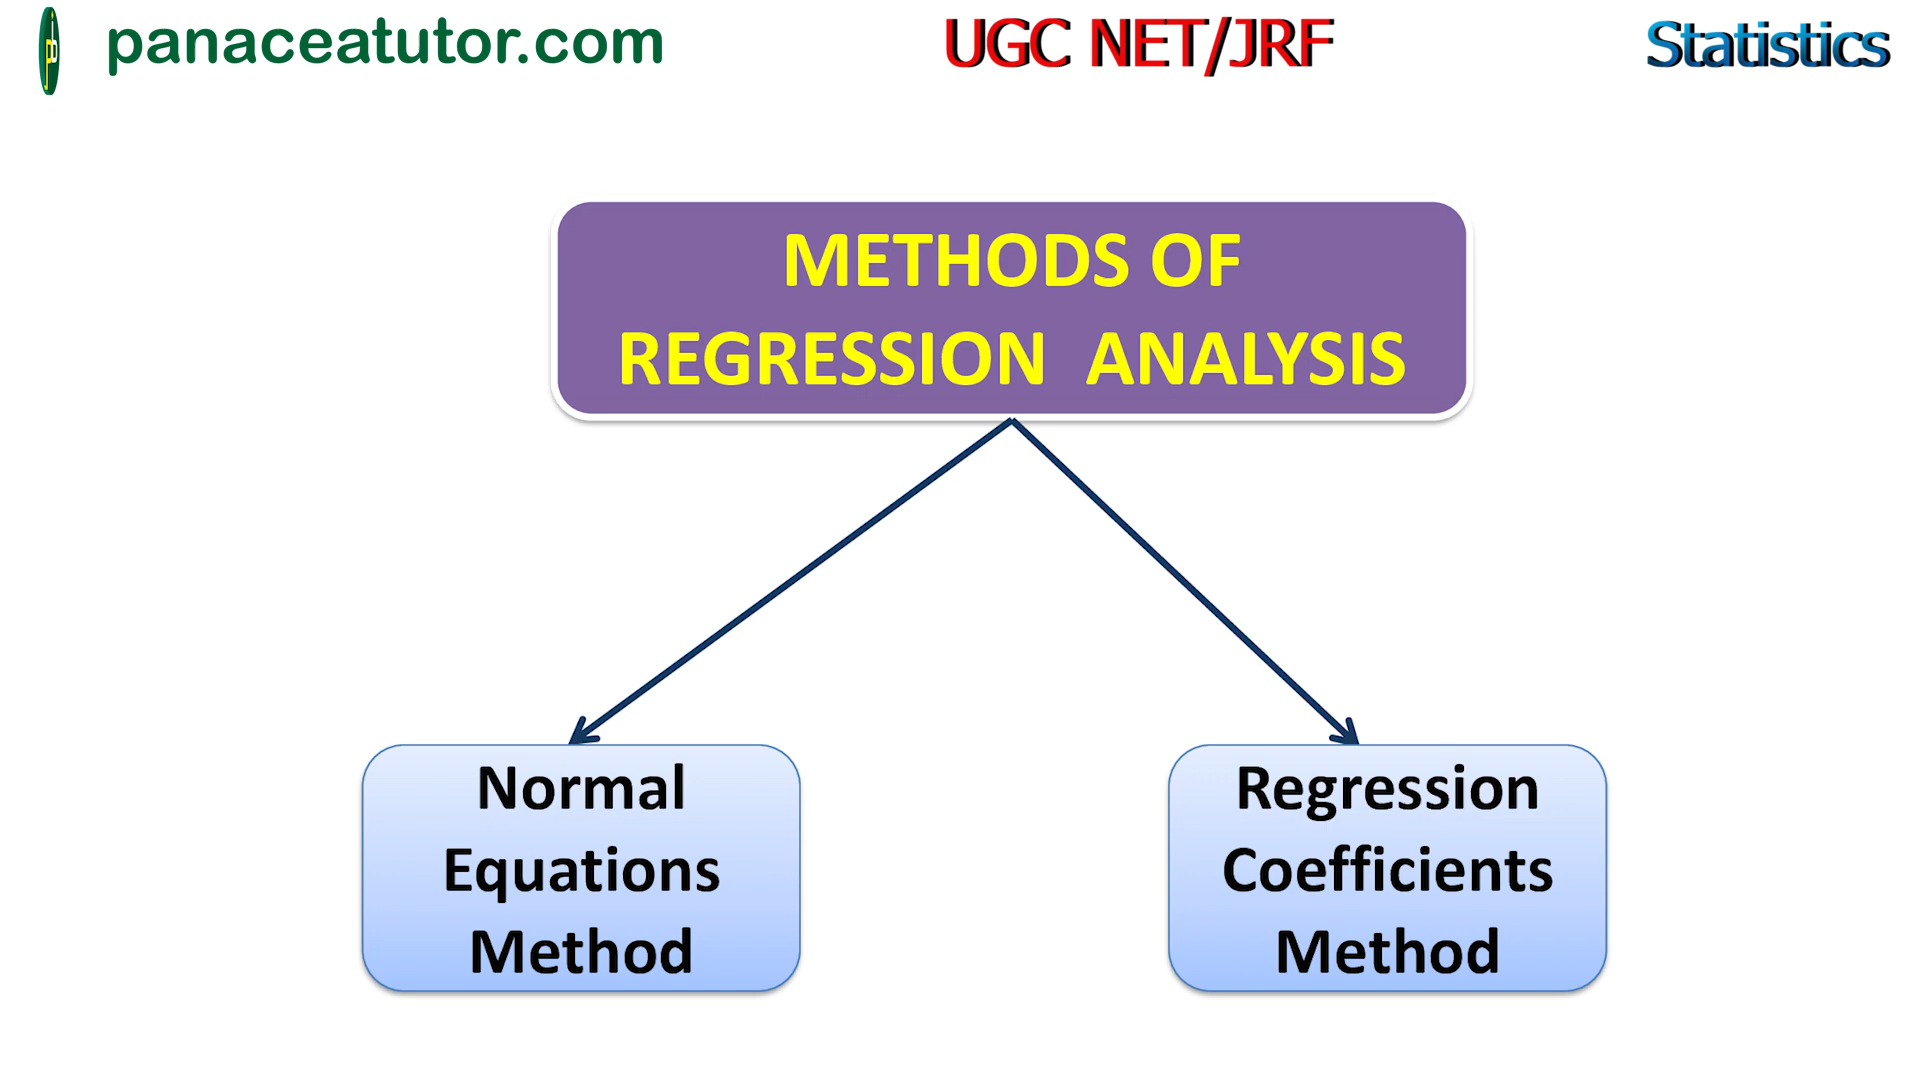 panaceatutor.com
UGC NET/JRF
Statistics
METHODS OF
REGRESSION ANALYSIS
Normal
Equations
Method
Regression
Coefficients
Method